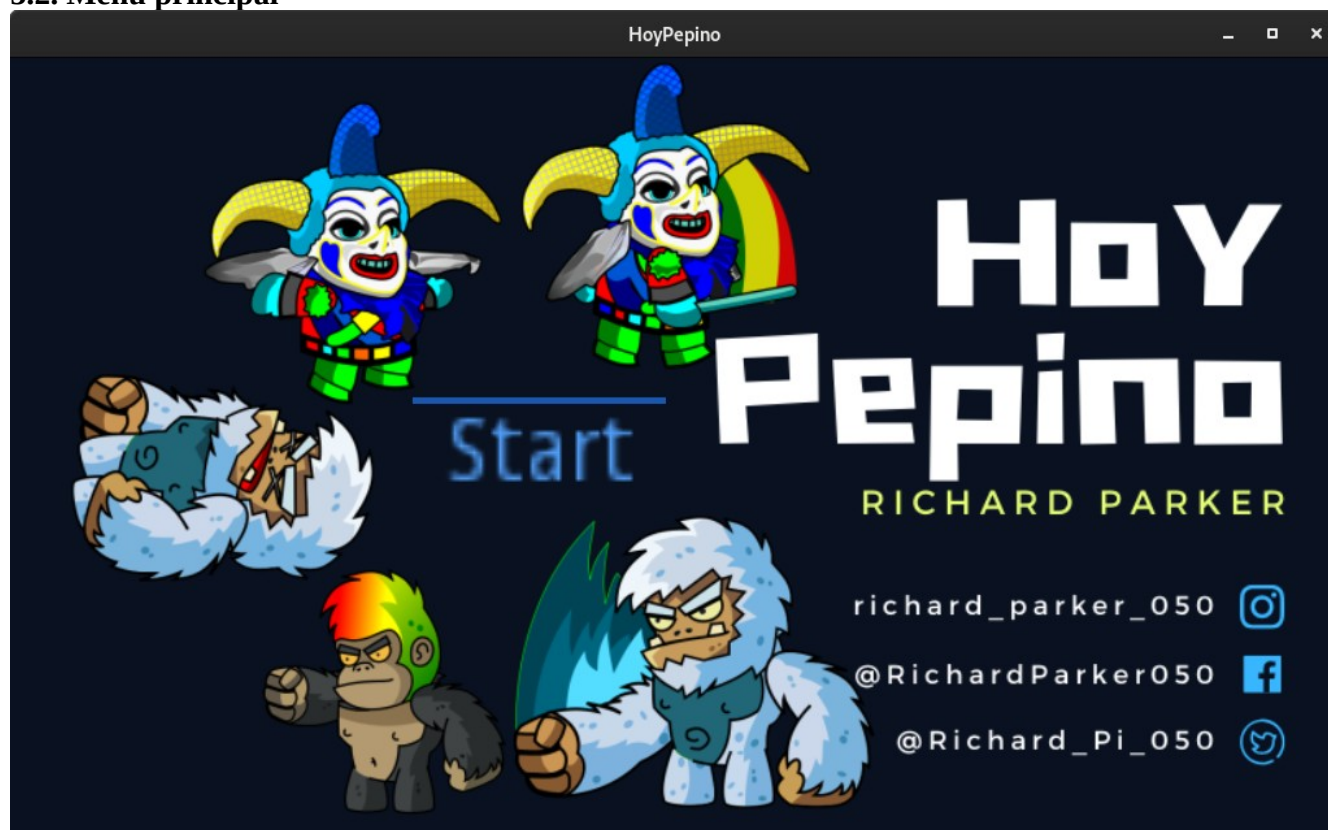 3.2. Menú principal
HoyPepino
HoY
Pepino
Start
RICHARD PARKER
richard_parker_050
@RichardParker050
@Richard_Pi_050